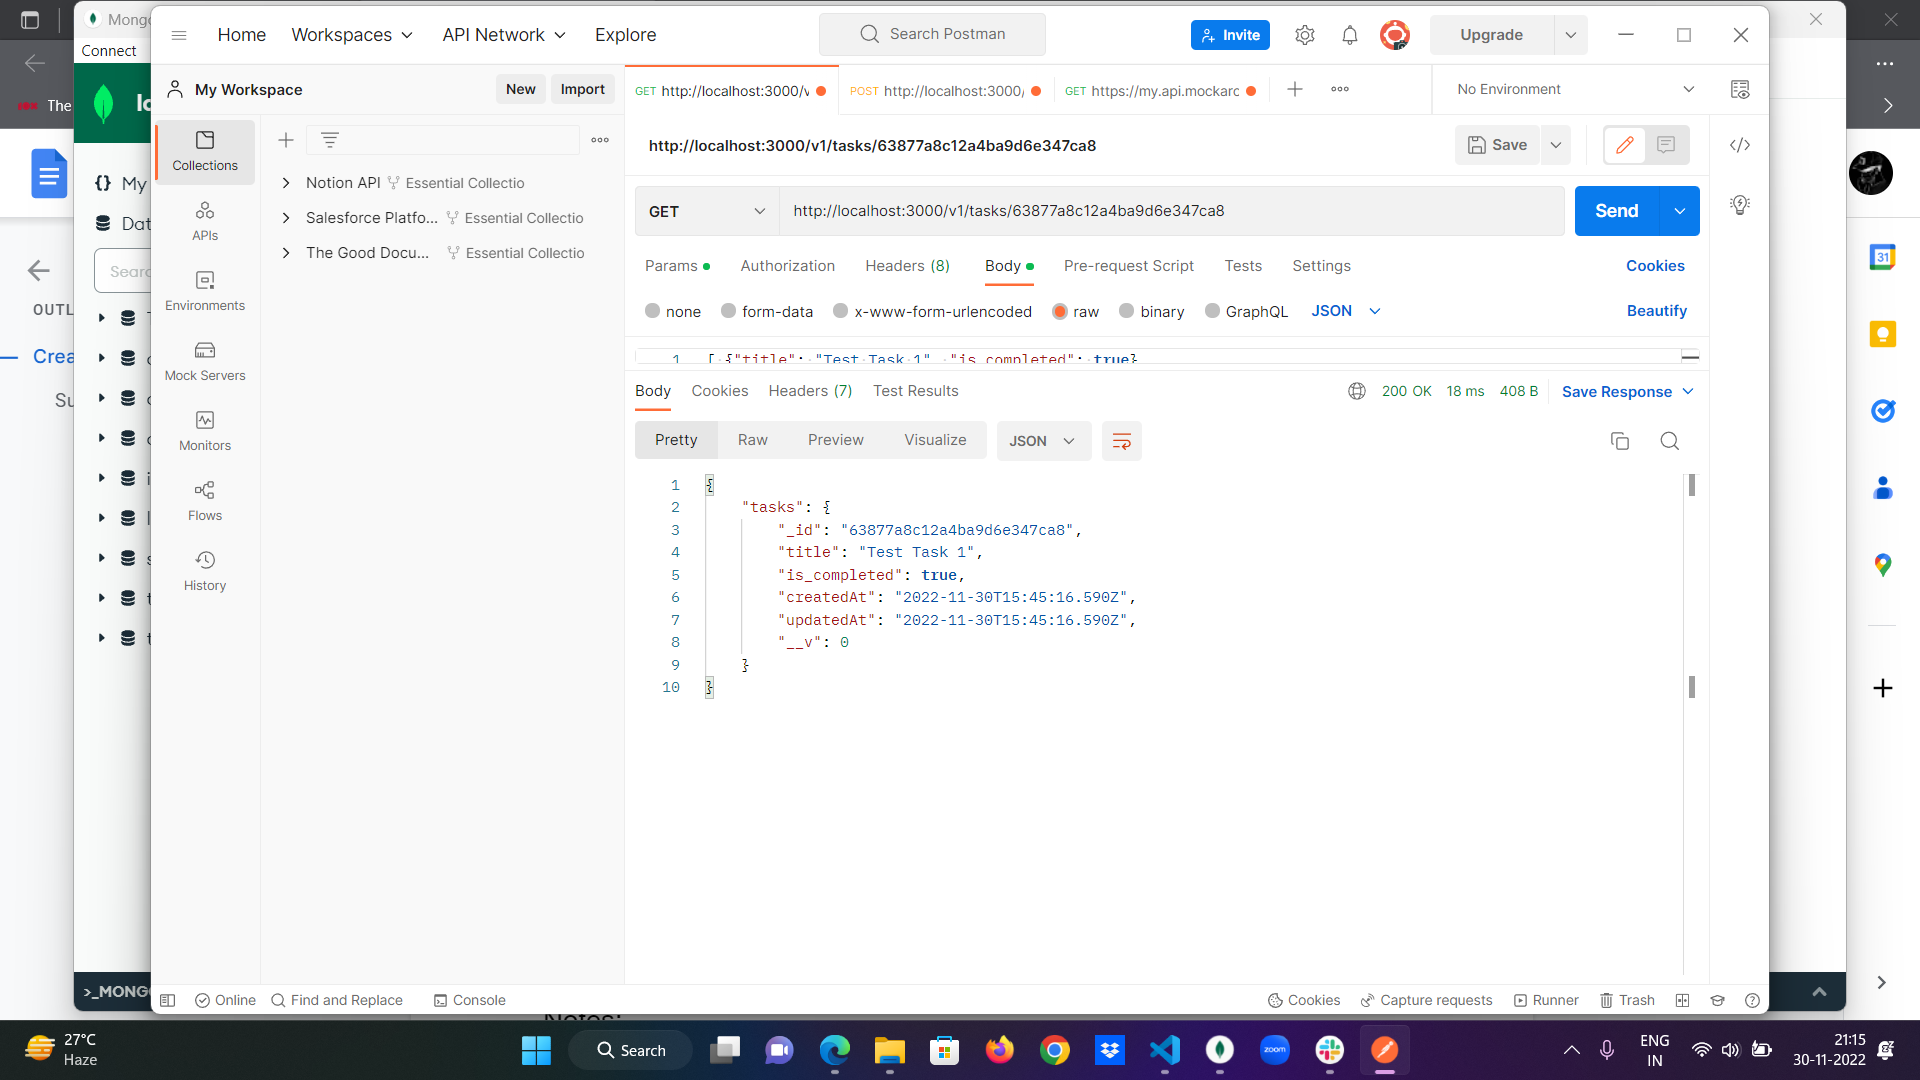 Connect
Home
Workspaces
API Network
Explore
Search Postman
Invite
Upgrade
The
My Workspace
New
Import
GET http://localhost:3000/v
POST http://localhost:3000/
GET https://my.api.mockarc
No Environment
Collections
http://localhost:3000/v1/tasks/63877a8c12a4ba9d6e347ca8
Save
{} My
Notion API Essential Collectio
GET
http://localhost:3000/v1/tasks/63877a8c12a4ba9d6e347ca8
Send
Salesforce Platfo... Essential Collectio
APIs
The Good Docu... Essential Collectio
Params
Authorization
Headers (8)
Body
Pre-request Script
Tests
Settings
Cookies
31
Environments
none
form-data
x-www-form-urlencoded
raw
binary
GraphQL
JSON
Beautify
1 [ {"title": "Test Task 1", "is_completed": true}
Mock Servers
Body
Cookies
Headers (7)
Test Results
200 OK
18 ms
408 B
Save Response
Monitors
Pretty
Raw
Preview
Visualize
JSON
1 {
2 "tasks": {
3 "_id": "63877a8c12a4ba9d6e347ca8",
4 "title": "Test Task 1",
5 "is_completed": true,
6 "createdAt": "2022-11-30T15:45:16.590Z",
7 "updatedAt": "2022-11-30T15:45:16.590Z",
8 "__v": 0
9 }
10 }
Flows
History
Online
Find and Replace
Console
Cookies
Capture requests
Runner
Trash
Notes:
27°C
Haze
Search
zoom
ENG
IN
21:15
30-11-2022